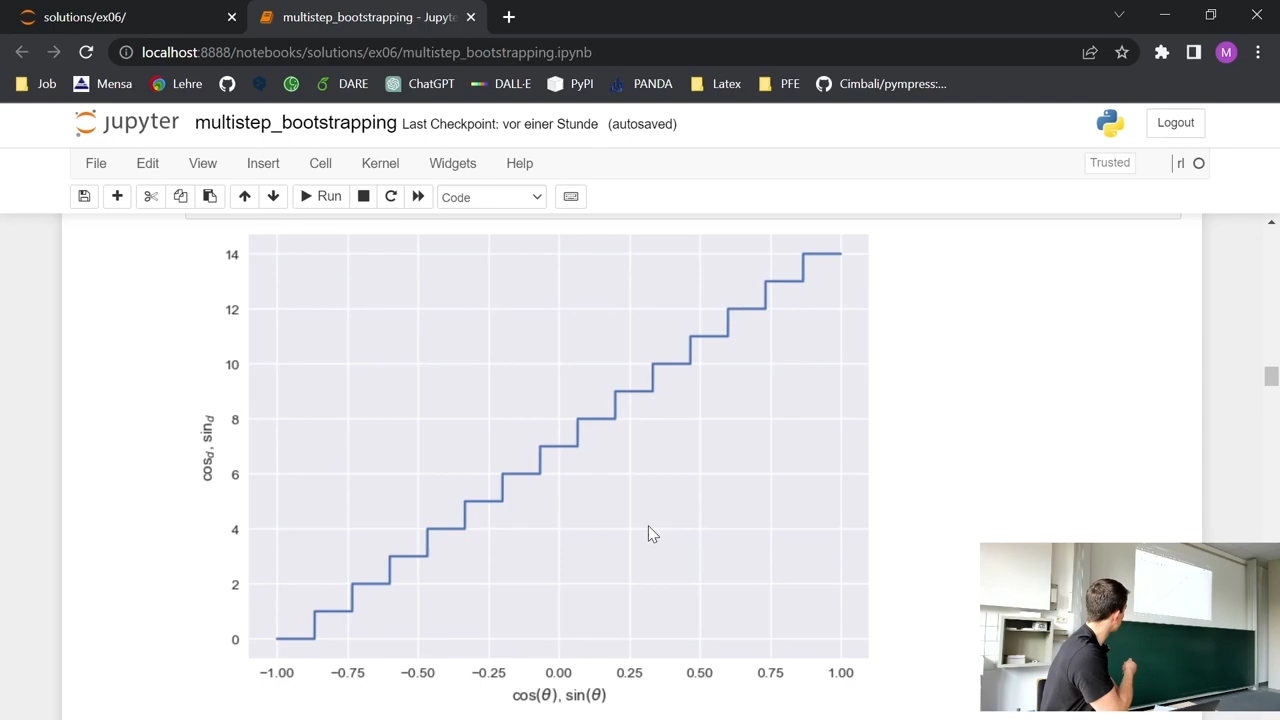 solutions/ex06/
multistep_bootstrapping - Jupyte
localhost:8888/notebooks/solutions/ex06/multistep_bootstrapping.ipynb
M
Job
Mensa
Lehre
DARE
ChatGPT
DALL-E
PyPI
PANDA
Latex
PFE
Cimbali/pympress:...
jupyter
multistep_bootstrapping Last Checkpoint: vor einer Stunde (autosaved)
Logout
File Edit View Insert Cell Kernel Widgets Help
Trusted
rl
Run
Code
14
12
10
8
6
4
2
0
cos_d, sin_d
−1.00 −0.75 −0.50 −0.25 0.00 0.25 0.50 0.75 1.00
cos(θ), sin(θ)